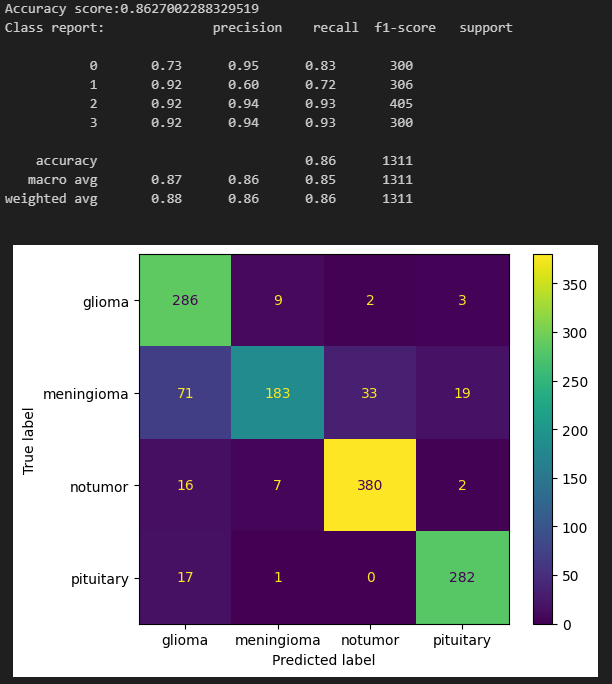 Accuracy score:0.8627002288329519
Class report:              precision    recall  f1-score   support

           0       0.73      0.95      0.83       300
           1       0.92      0.60      0.72       306
           2       0.92      0.94      0.93       405
           3       0.92      0.94      0.93       300

    accuracy                           0.86      1311
   macro avg       0.87      0.86      0.85      1311
weighted avg       0.88      0.86      0.86      1311

glioma 286 9 2 3
meningioma 71 183 33 19
notumor 16 7 380 2
pituitary 17 1 0 282
glioma meningioma notumor pituitary
Predicted label
True label
350
300
250
200
150
100
50
0